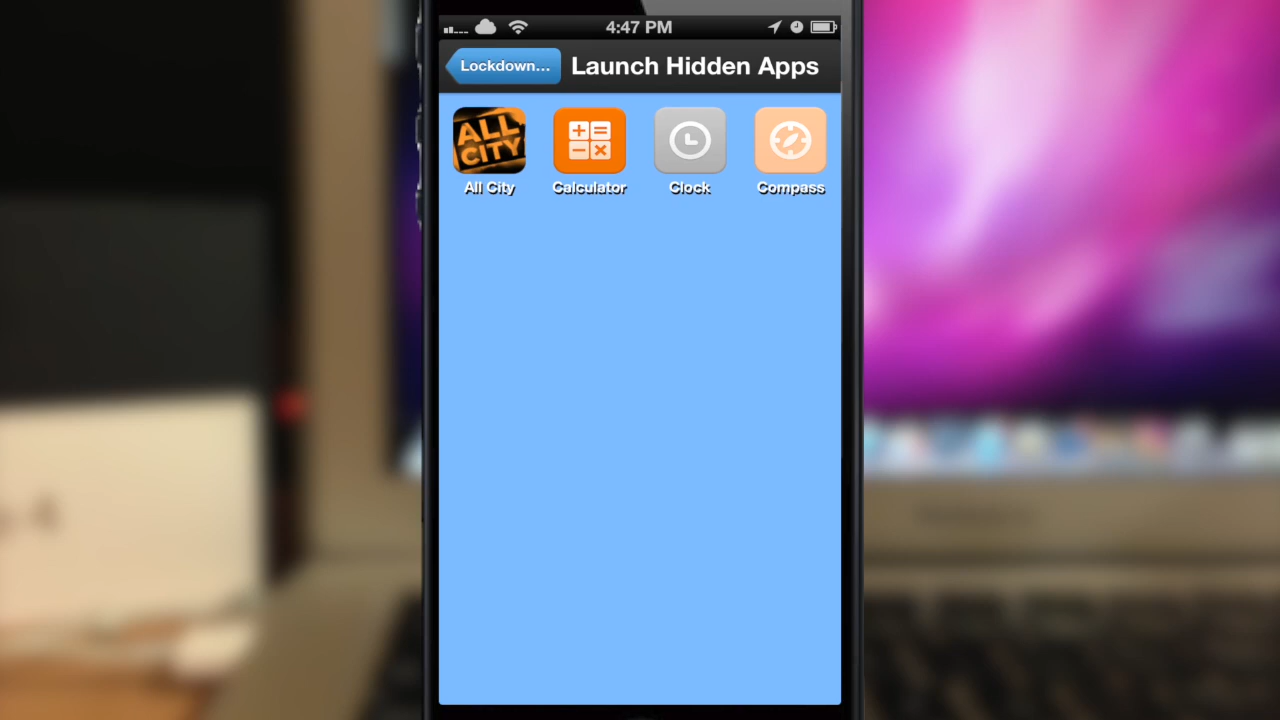 4:47 PM
Lockdown...
Launch Hidden Apps
ALL CITY
All City
Calculator
Clock
Compass